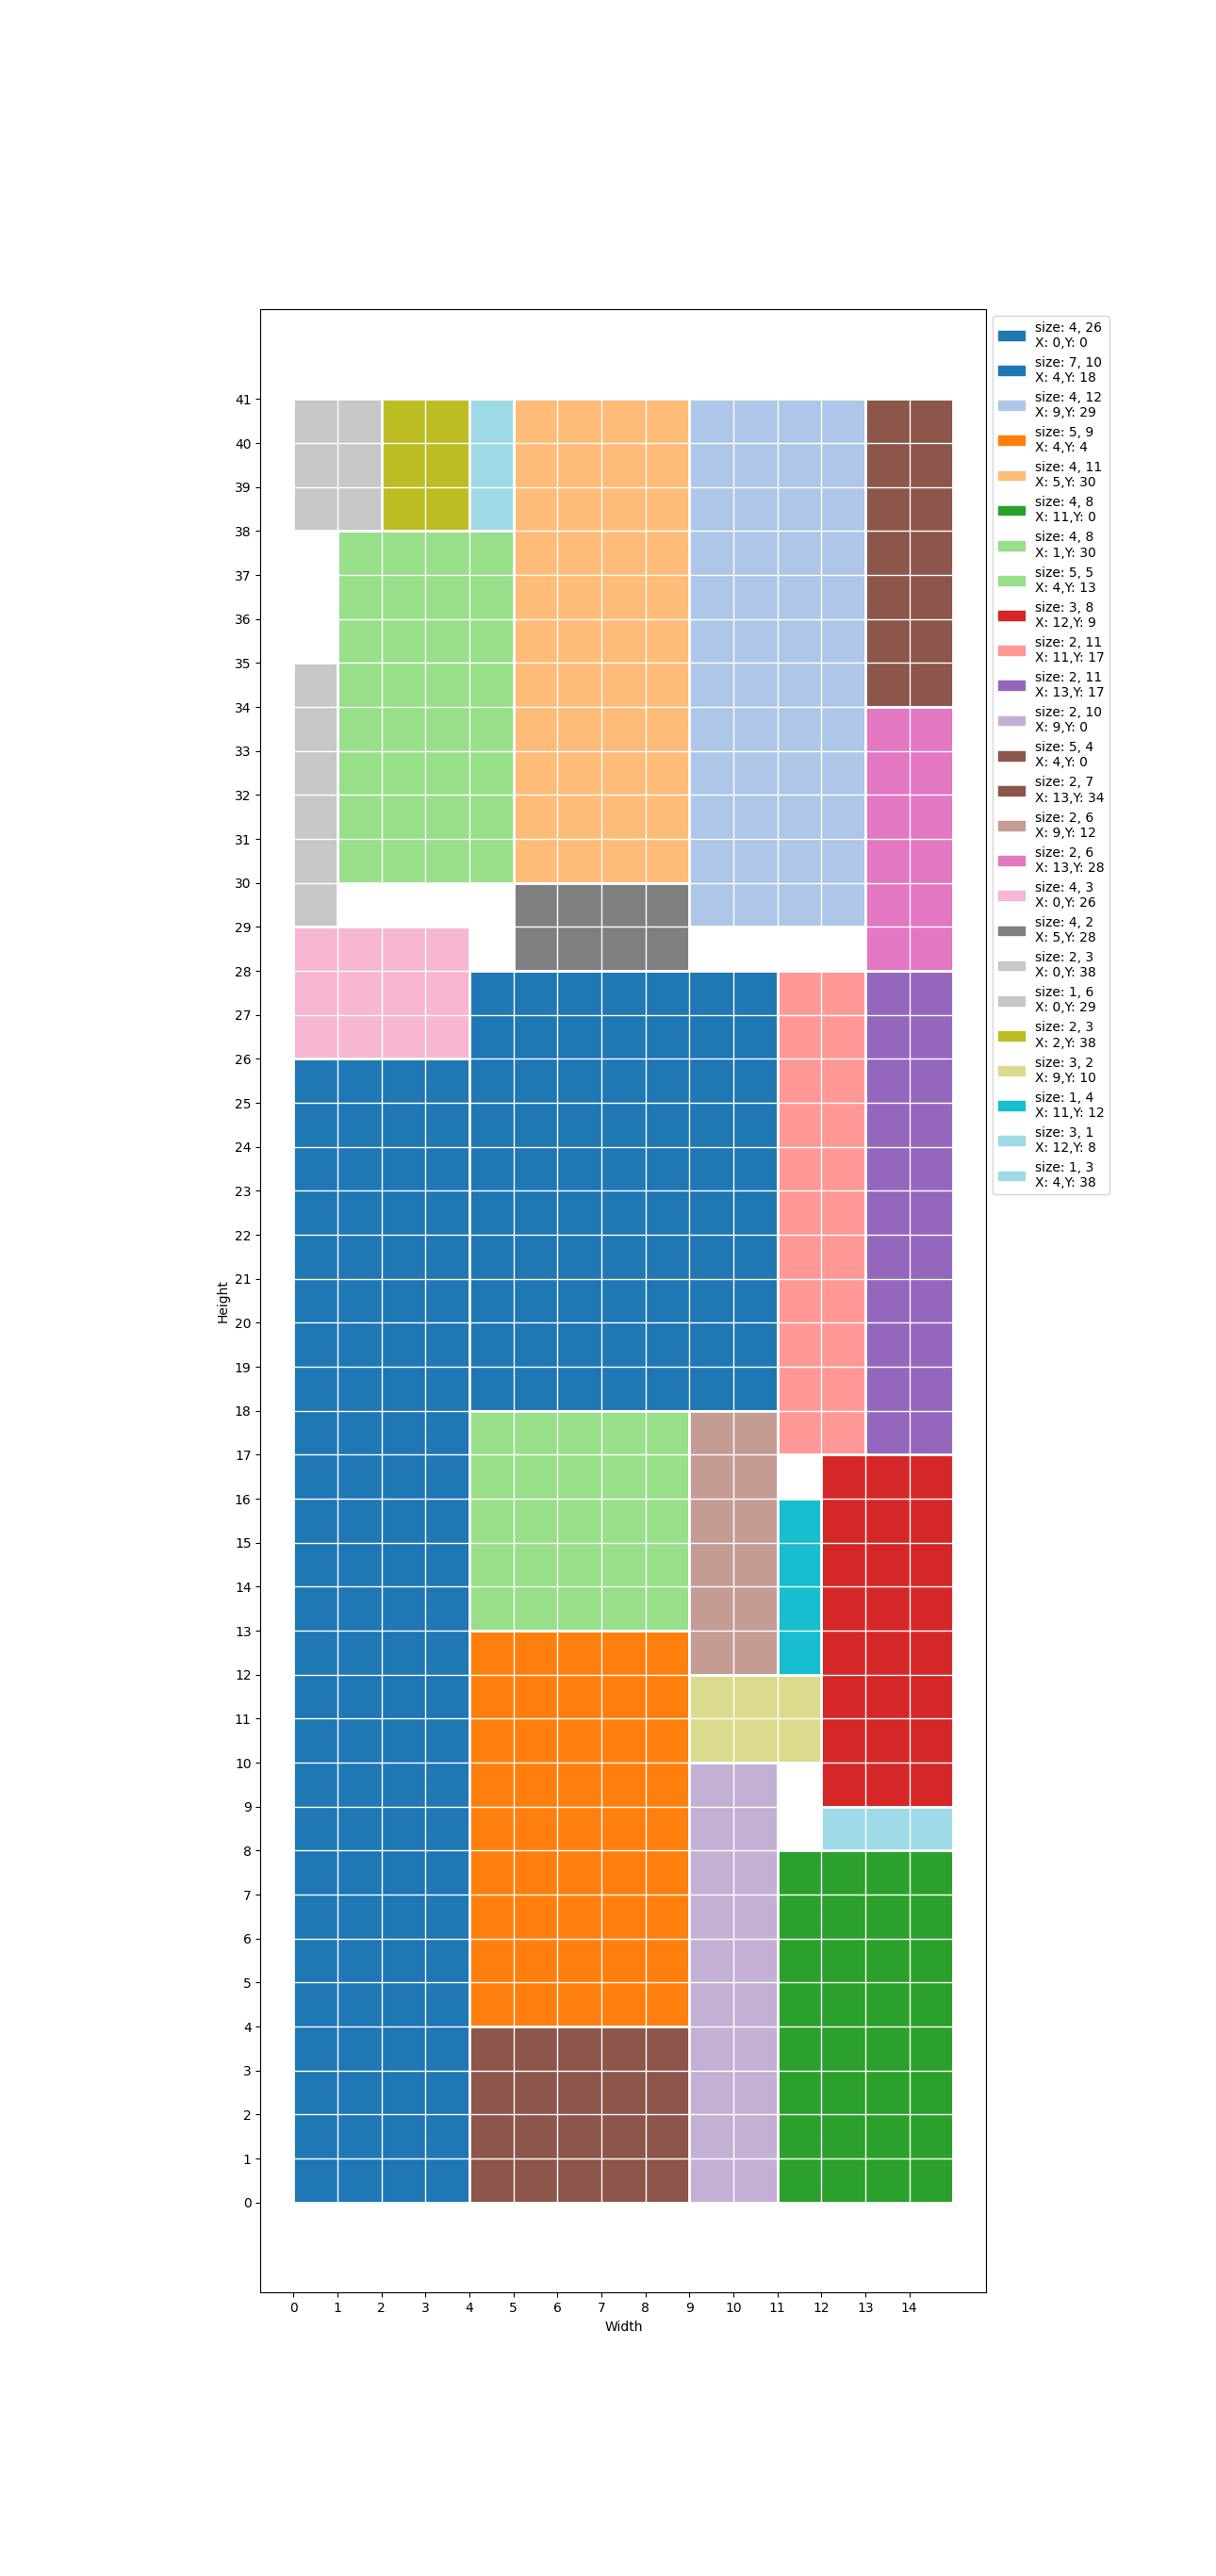 size: 4, 26
X: 0,Y: 0
size: 7, 10
X: 4,Y: 18
size: 4, 12
X: 9,Y: 29
size: 5, 9
X: 4,Y: 4
size: 4, 11
X: 5,Y: 30
size: 4, 8
X: 11,Y: 0
size: 4, 8
X: 1,Y: 30
size: 5, 5
X: 4,Y: 13
size: 3, 8
X: 12,Y: 9
size: 2, 11
X: 11,Y: 17
size: 2, 11
X: 13,Y: 17
size: 2, 10
X: 9,Y: 0
size: 5, 4
X: 4,Y: 0
size: 2, 7
X: 13,Y: 34
size: 2, 6
X: 9,Y: 12
size: 2, 6
X: 13,Y: 28
size: 4, 3
X: 0,Y: 26
size: 4, 2
X: 5,Y: 28
size: 2, 3
X: 0,Y: 38
size: 1, 6
X: 0,Y: 29
size: 2, 3
X: 2,Y: 38
size: 3, 2
X: 9,Y: 10
size: 1, 4
X: 11,Y: 12
size: 3, 1
X: 12,Y: 8
size: 1, 3
X: 4,Y: 38
41
40
39
38
37
36
35
34
33
32
31
30
29
28
27
26
25
24
23
22
21
20
19
18
17
16
15
14
13
12
11
10
9
8
7
6
5
4
3
2
1
0
Height
0 1 2 3 4 5 6 7 8 9 10 11 12 13 14
Width